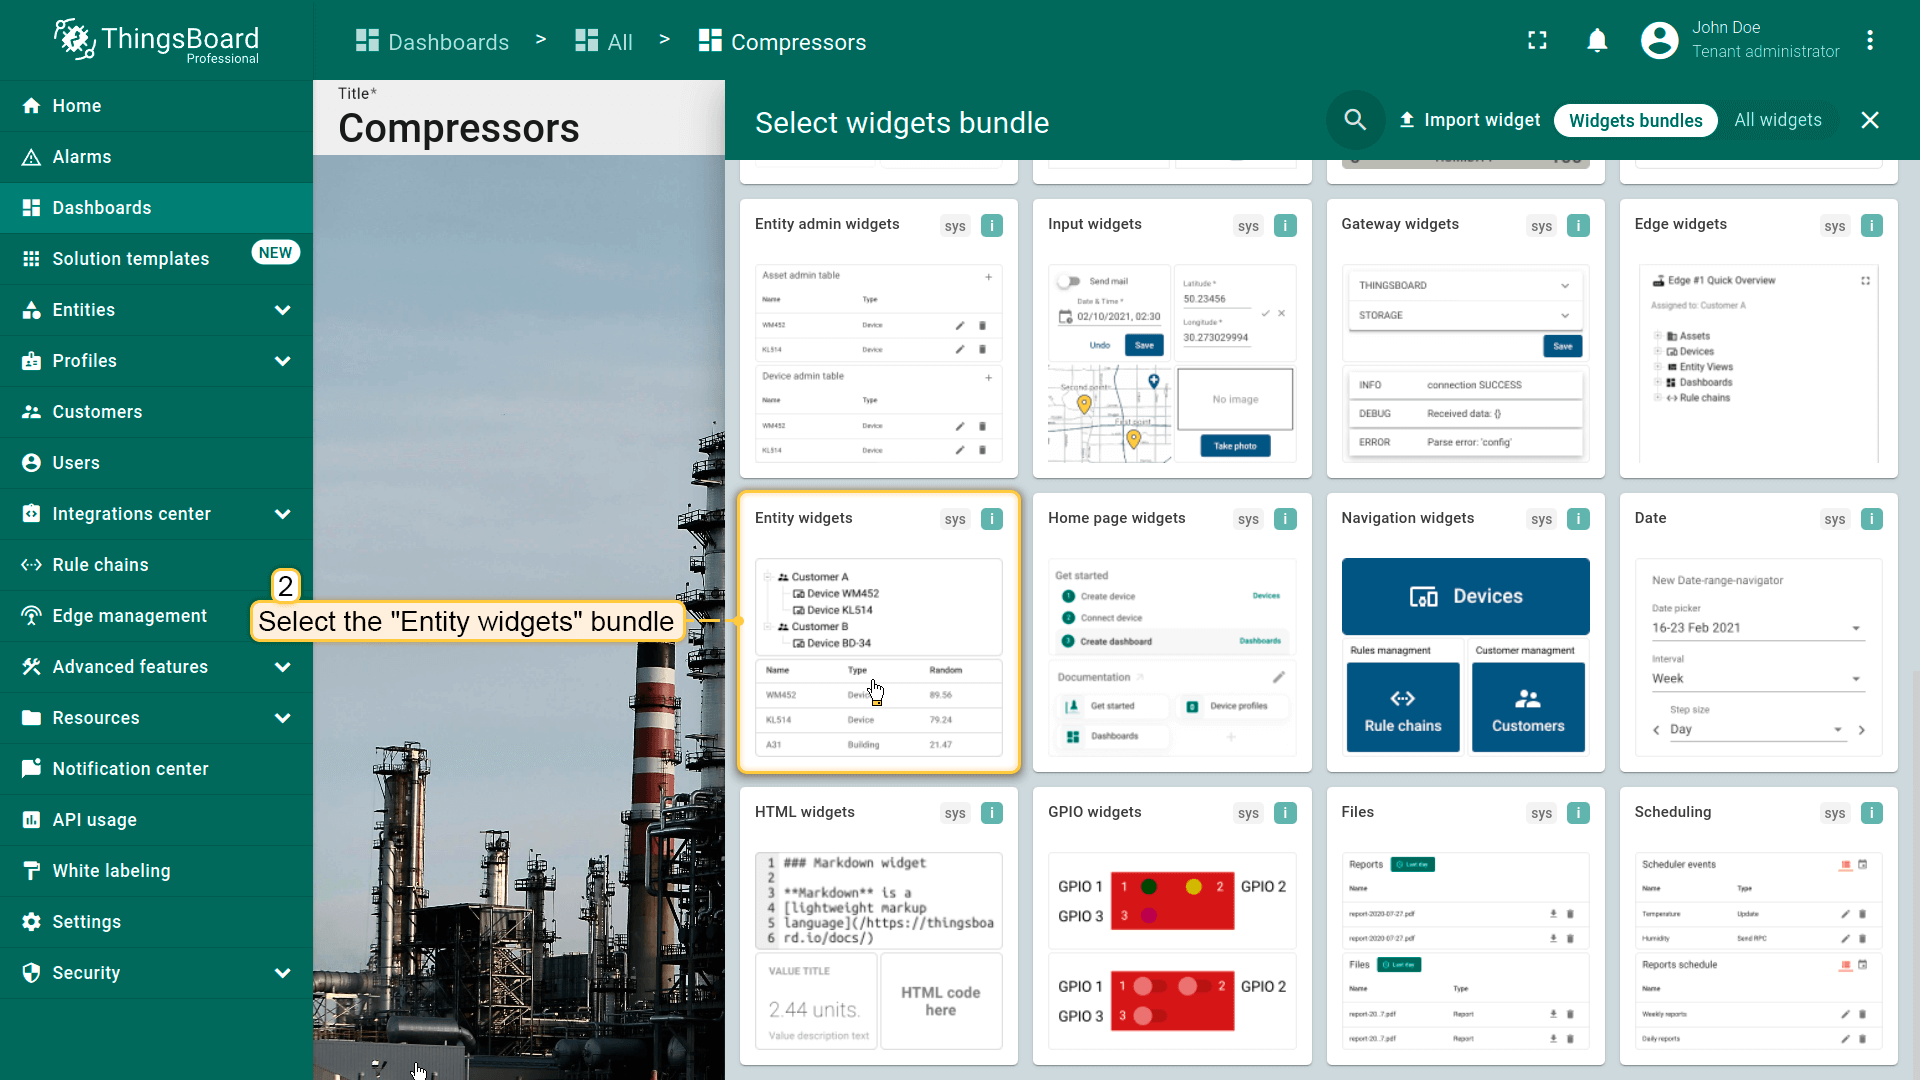 ThingsBoard
Professional
Dashboards > All > Compressors
John Doe
Tenant administrator
Home
Alarms
Dashboards
Solution templates NEW
Entities
Profiles
Customers
Users
Integrations center
Rule chains
Edge management
Advanced features
Resources
Notification center
API usage
White labeling
Settings
Security
Title*
Compressors
2
Select the "Entity widgets" bundle
Select widgets bundle
Import widget
Widgets bundles
All widgets
Entity admin widgets sys i
Asset admin table +
Name Type
WM452 Device
KL514 Device
Device admin table +
Name Type
WM452 Device
KL514 Device
Input widgets sys i
Send mail
Date & Time *
02/10/2021, 02:30
Undo Save
Latitude *
50.23456
Longitude *
30.273029994
Second point
First point
No image
Take photo
Gateway widgets sys i
THINGSBOARD
STORAGE
Save
INFO connection SUCCESS
DEBUG Received data: {}
ERROR Parse error: 'config'
Edge widgets sys i
Edge #1 Quick Overview
Assigned to: Customer A
Assets
Devices
Entity Views
Dashboards
Rule chains
Entity widgets sys i
Customer A
Device WM452
Device KL514
Customer B
Device BD-34
Name Type Random
WM452 Device 89.56
KL514 Device 79.24
A31 Building 21.47
Home page widgets sys i
Get started
1 Create device Devices
2 Connect device
3 Create dashboard Dashboards
Documentation
Get started
Device profiles
Dashboards
+
Navigation widgets sys i
Devices
Rules managment
Rule chains
Customer managment
Customers
Date sys i
New Date-range-navigator
Date picker
16-23 Feb 2021
Interval
Week
Step size
< Day >
HTML widgets sys i
1 ### Markdown widget
2
3 **Markdown** is a
4 [lightweight markup
5 language](/https://thingsboa
6 rd.io/docs/)
VALUE TITLE
2.44 units.
Value description text
HTML code
here
GPIO widgets sys i
GPIO 1 1 2 GPIO 2
GPIO 3 3
GPIO 1 1 2 GPIO 2
GPIO 3 3
Files sys i
Reports Last day
Name
report-2020-07-27.pdf
report-2020-07-27.pdf
Files Last day
Name Type
report-20..7.pdf Report
report-20..7.pdf Report
Scheduling sys i
Scheduler events
Name Type
Temperature Update
Humidity Send RPC
Reports schedule
Name
Weekly reports
Daily reports